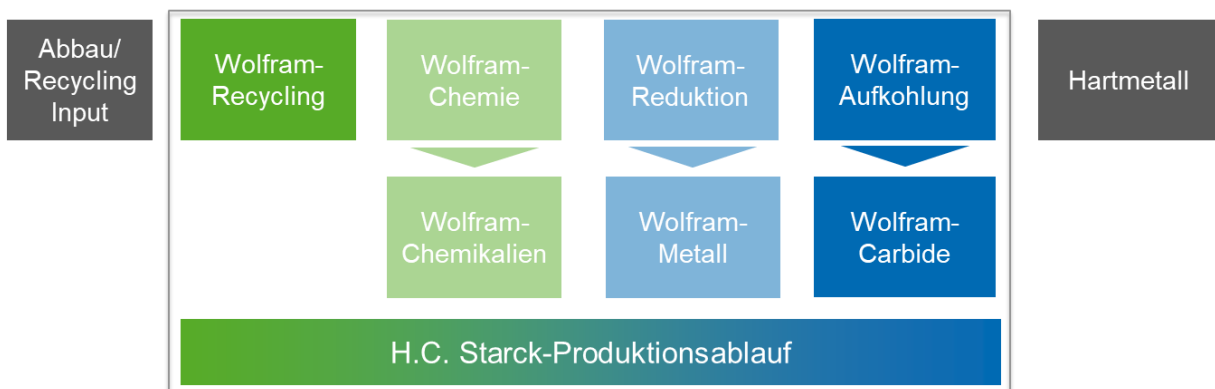 Abbau/
Recycling
Input
Wolfram-
Recycling
Wolfram-
Chemie
Wolfram-
Reduktion
Wolfram-
Aufkohlung
Hartmetall
Wolfram-
Chemikalien
Wolfram-
Metall
Wolfram-
Carbide
H.C. Starck-Produktionsablauf